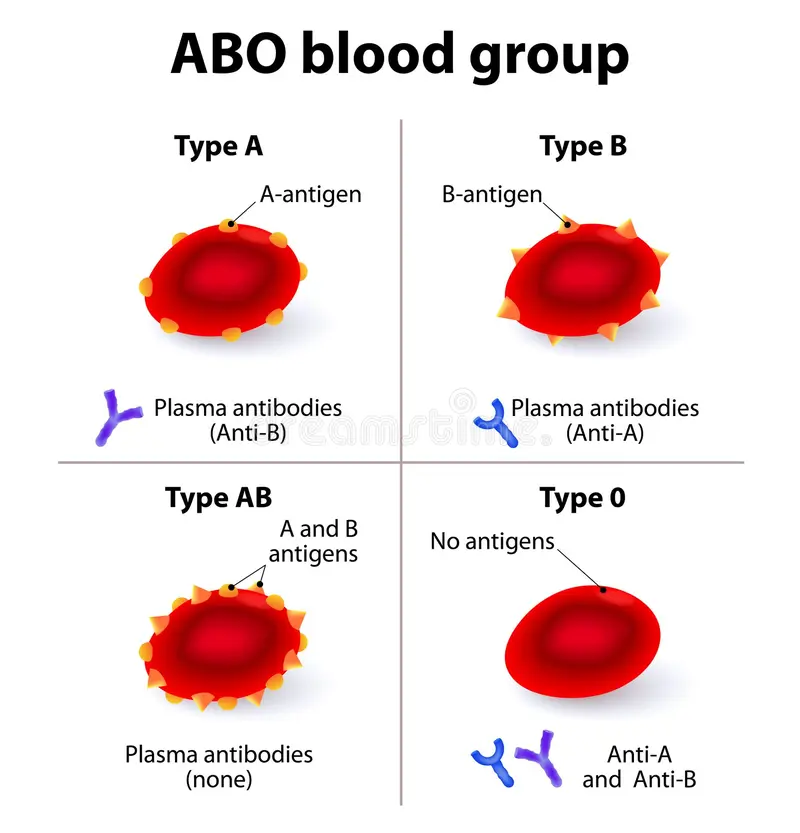 ABO blood group
Type A
A-antigen
Plasma antibodies
(Anti-B)
Type B
B-antigen
Plasma antibodies
(Anti-A)
Type AB
A and B
antigens
Plasma antibodies
(none)
Type 0
No antigens
Anti-A
and Anti-B
dreamstime.